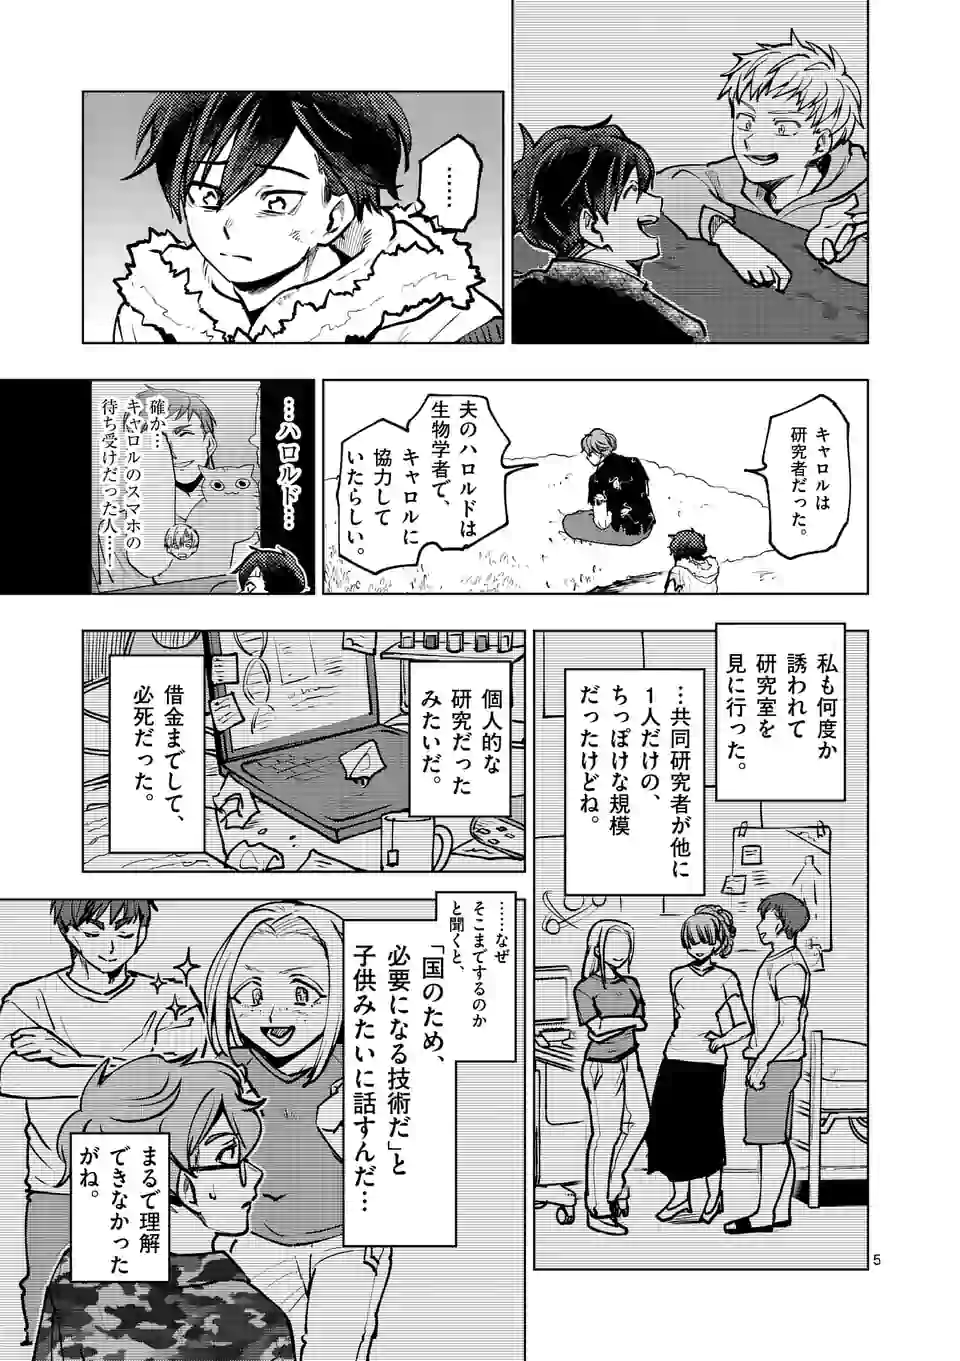 ………
キャロルは
研究者だった。
夫のハロルドは
生物学者で、
キャロルに
協力して
いたらしい。
…ハロルド…
確か…
キャロルのスマホの
待ち受けだった人…！
私も何度か
誘われて
研究室を
見に行った。
…共同研究者が他に
1人だけの、
ちっぽけな規模
だったけどね。
個人的な
研究だった
みたいだ。
借金までして、
必死だった。
……なぜ
そこまでするのか
と聞くと、
「国のため、
必要になる技術だ」と
子供みたいに話すんだ…
まるで理解
できなかった
がね。
5